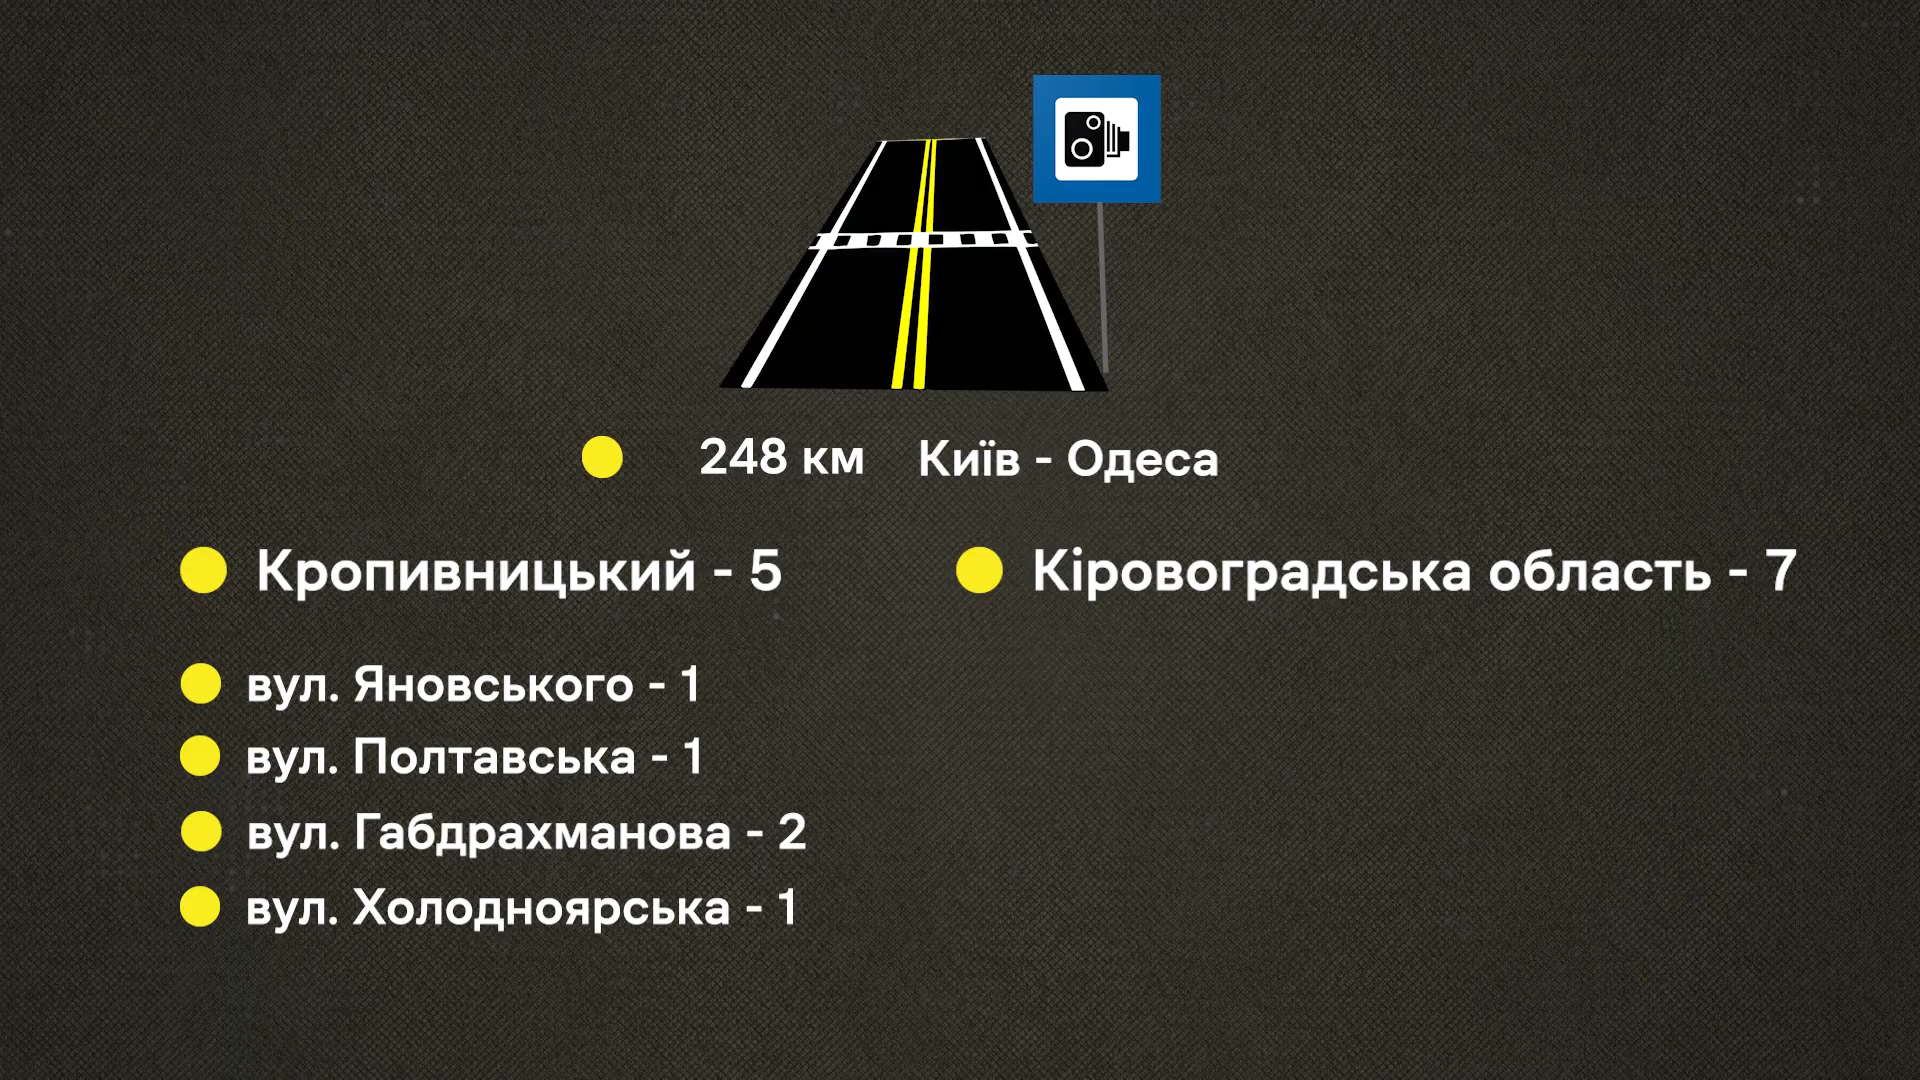 248 км Київ - Одеса
Кропивницький - 5
Кіровоградська область - 7
вул. Яновського - 1
вул. Полтавська - 1
вул. Габдрахманова - 2
вул. Холодноярська - 1